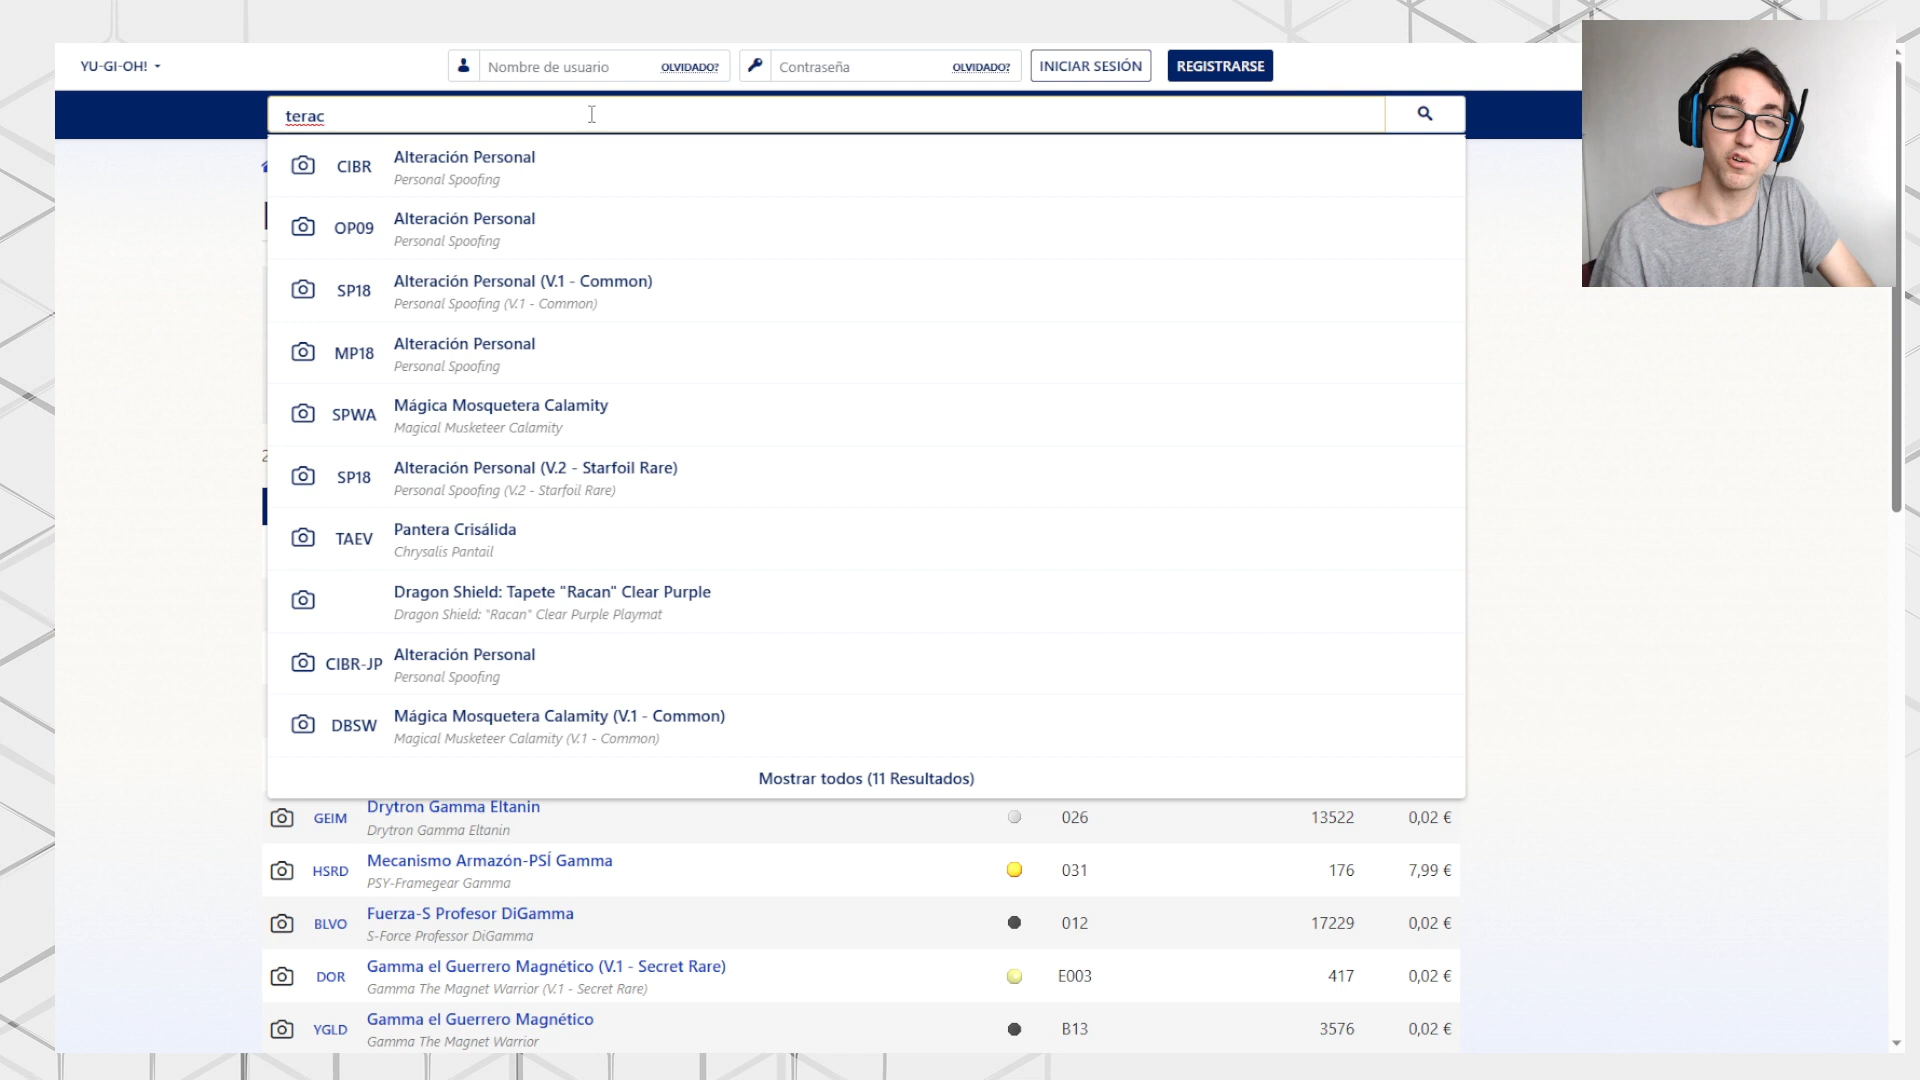 YU-GI-OH!
Nombre de usuario OLVIDADO?
Contraseña OLVIDADO?
INICIAR SESIÓN
REGISTRARSE
terac
CIBR Alteración Personal
Personal Spoofing
OP09 Alteración Personal
Personal Spoofing
SP18 Alteración Personal (V.1 - Common)
Personal Spoofing (V.1 - Common)
MP18 Alteración Personal
Personal Spoofing
SPWA Mágica Mosquetera Calamity
Magical Musketeer Calamity
SP18 Alteración Personal (V.2 - Starfoil Rare)
Personal Spoofing (V.2 - Starfoil Rare)
TAEV Pantera Crisálida
Chrysalis Pantail
Dragon Shield: Tapete "Racan" Clear Purple
Dragon Shield: "Racan" Clear Purple Playmat
CIBR-JP Alteración Personal
Personal Spoofing
DBSW Mágica Mosquetera Calamity (V.1 - Common)
Magical Musketeer Calamity (V.1 - Common)
Mostrar todos (11 Resultados)
GEIM Drytron Gamma Eltanin 026 13522 0,02 €
Drytron Gamma Eltanin
HSRD Mecanismo Armazón-PSÍ Gamma 031 176 7,99 €
PSY-Framegear Gamma
BLVO Fuerza-S Profesor DiGamma 012 17229 0,02 €
S-Force Professor DiGamma
DOR Gamma el Guerrero Magnético (V.1 - Secret Rare) E003 417 0,02 €
Gamma The Magnet Warrior (V.1 - Secret Rare)
YGLD Gamma el Guerrero Magnético B13 3576 0,02 €
Gamma The Magnet Warrior